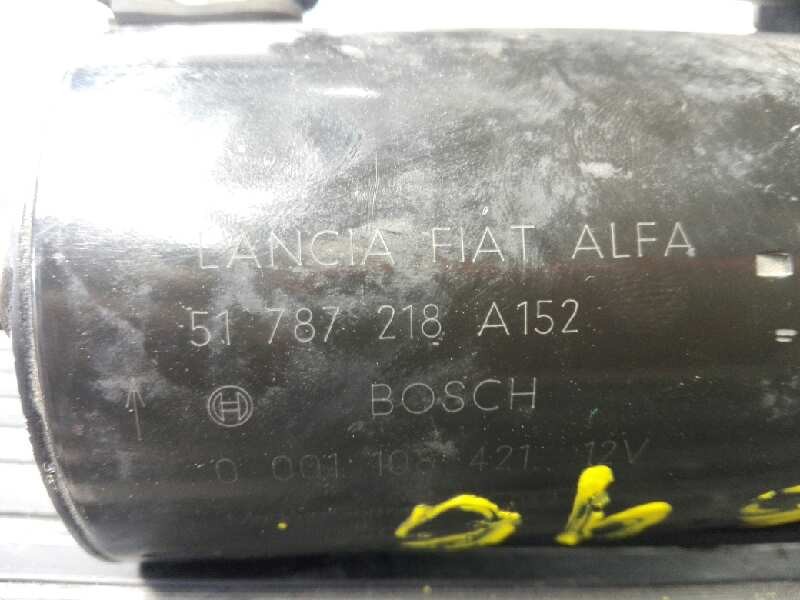 LANCIA FIAT ALFA
51 787 218 A152
BOSCH
0 001 108 421 12V